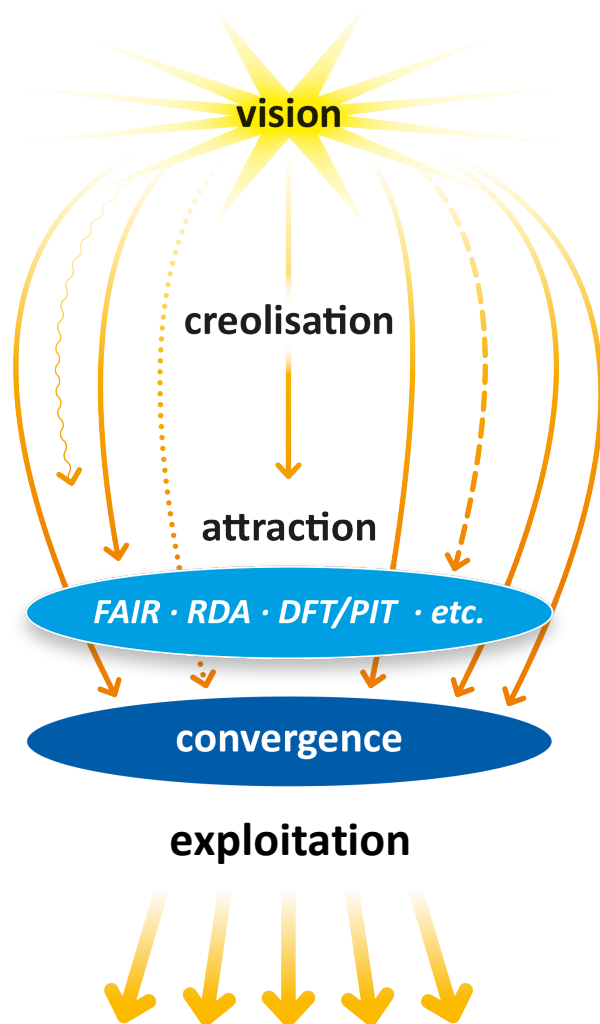 vision
creolisation
attraction
FAIR · RDA · DFT/PIT · etc.
convergence
exploitation